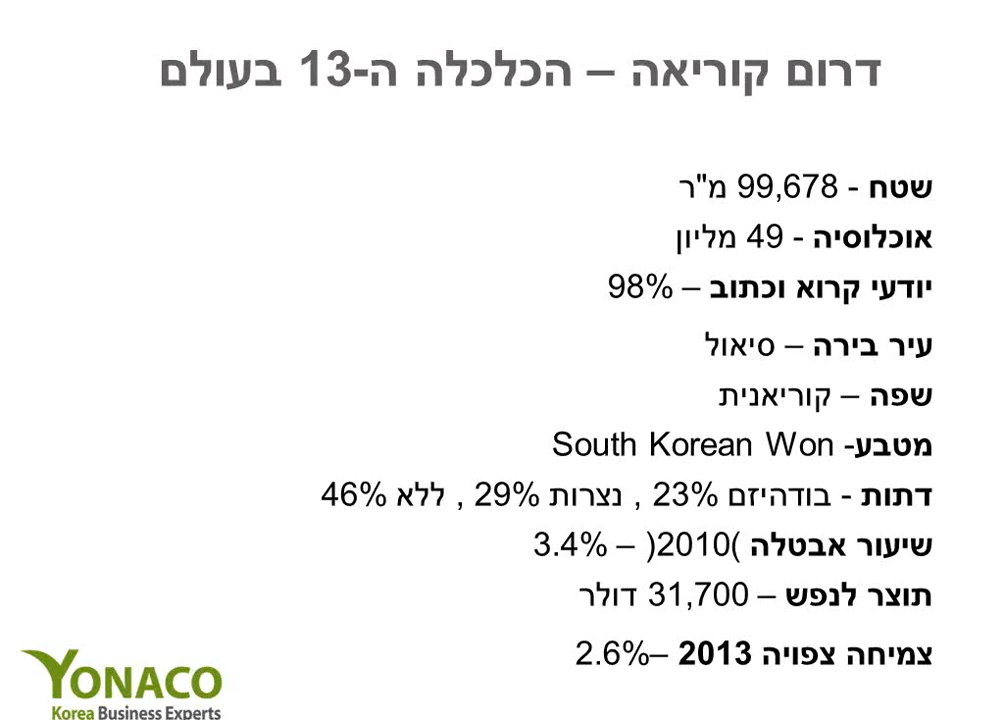 דרום קוריאה – הכלכלה ה-13 בעולם
שטח - 99,678 מ"ר
אוכלוסיה - 49 מליון
יודעי קרוא וכתוב – 98%
עיר בירה – סיאול
שפה – קוריאנית
מטבע- South Korean Won
דתות - בודהיזם 23% , נצרות 29% , ללא 46%
שיעור אבטלה (2010) – 3.4%
תוצר לנפש – 31,700 דולר
צמיחה צפויה 2013 –2.6%
YONACO
Korea Business Experts